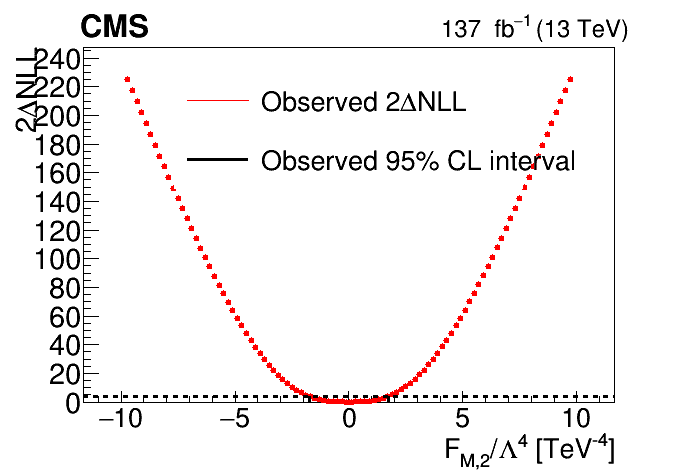 CMS 137 fb⁻¹ (13 TeV)
2ΔNLL
240
220
200
180
160
140
120
100
80
60
40
20
0
Observed 2ΔNLL
Observed 95% CL interval
−10 −5 0 5 10
F_M,2/Λ⁴ [TeV⁻⁴]